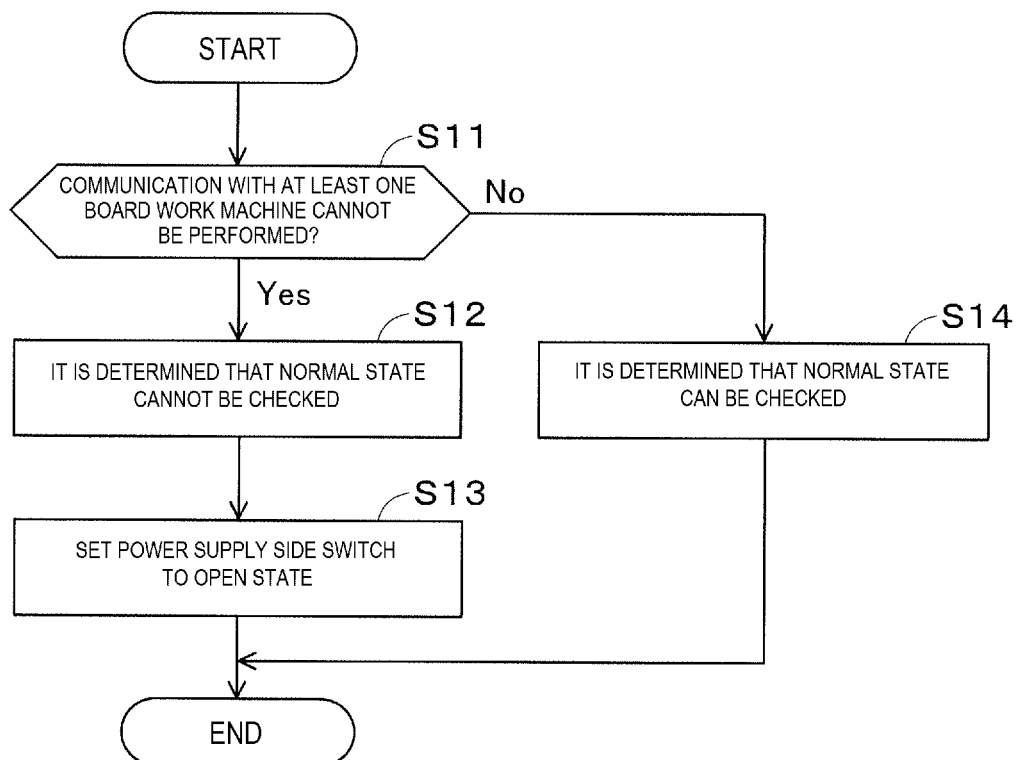 START
S11
COMMUNICATION WITH AT LEAST ONE
BOARD WORK MACHINE CANNOT
BE PERFORMED?
No
Yes
S12
IT IS DETERMINED THAT NORMAL STATE
CANNOT BE CHECKED
S14
IT IS DETERMINED THAT NORMAL STATE
CAN BE CHECKED
S13
SET POWER SUPPLY SIDE SWITCH
TO OPEN STATE
END